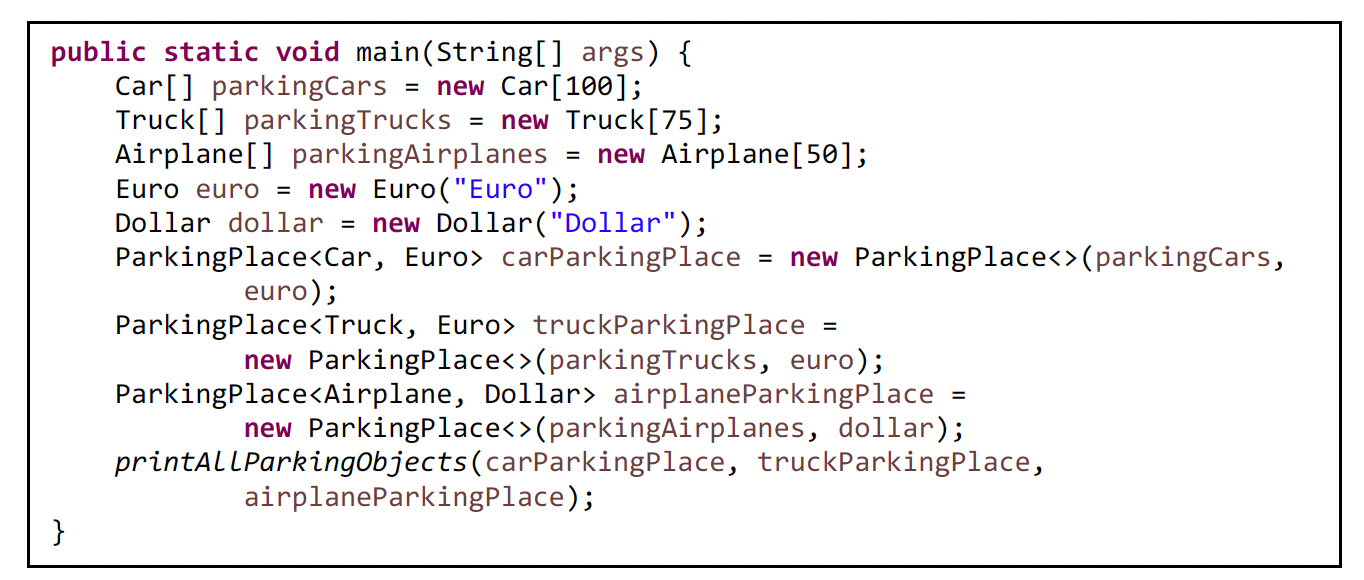 public static void main(String[] args) {
    Car[] parkingCars = new Car[100];
    Truck[] parkingTrucks = new Truck[75];
    Airplane[] parkingAirplanes = new Airplane[50];
    Euro euro = new Euro("Euro");
    Dollar dollar = new Dollar("Dollar");
    ParkingPlace<Car, Euro> carParkingPlace = new ParkingPlace<>(parkingCars,
            euro);
    ParkingPlace<Truck, Euro> truckParkingPlace =
            new ParkingPlace<>(parkingTrucks, euro);
    ParkingPlace<Airplane, Dollar> airplaneParkingPlace =
            new ParkingPlace<>(parkingAirplanes, dollar);
    printAllParkingObjects(carParkingPlace, truckParkingPlace,
            airplaneParkingPlace);
}